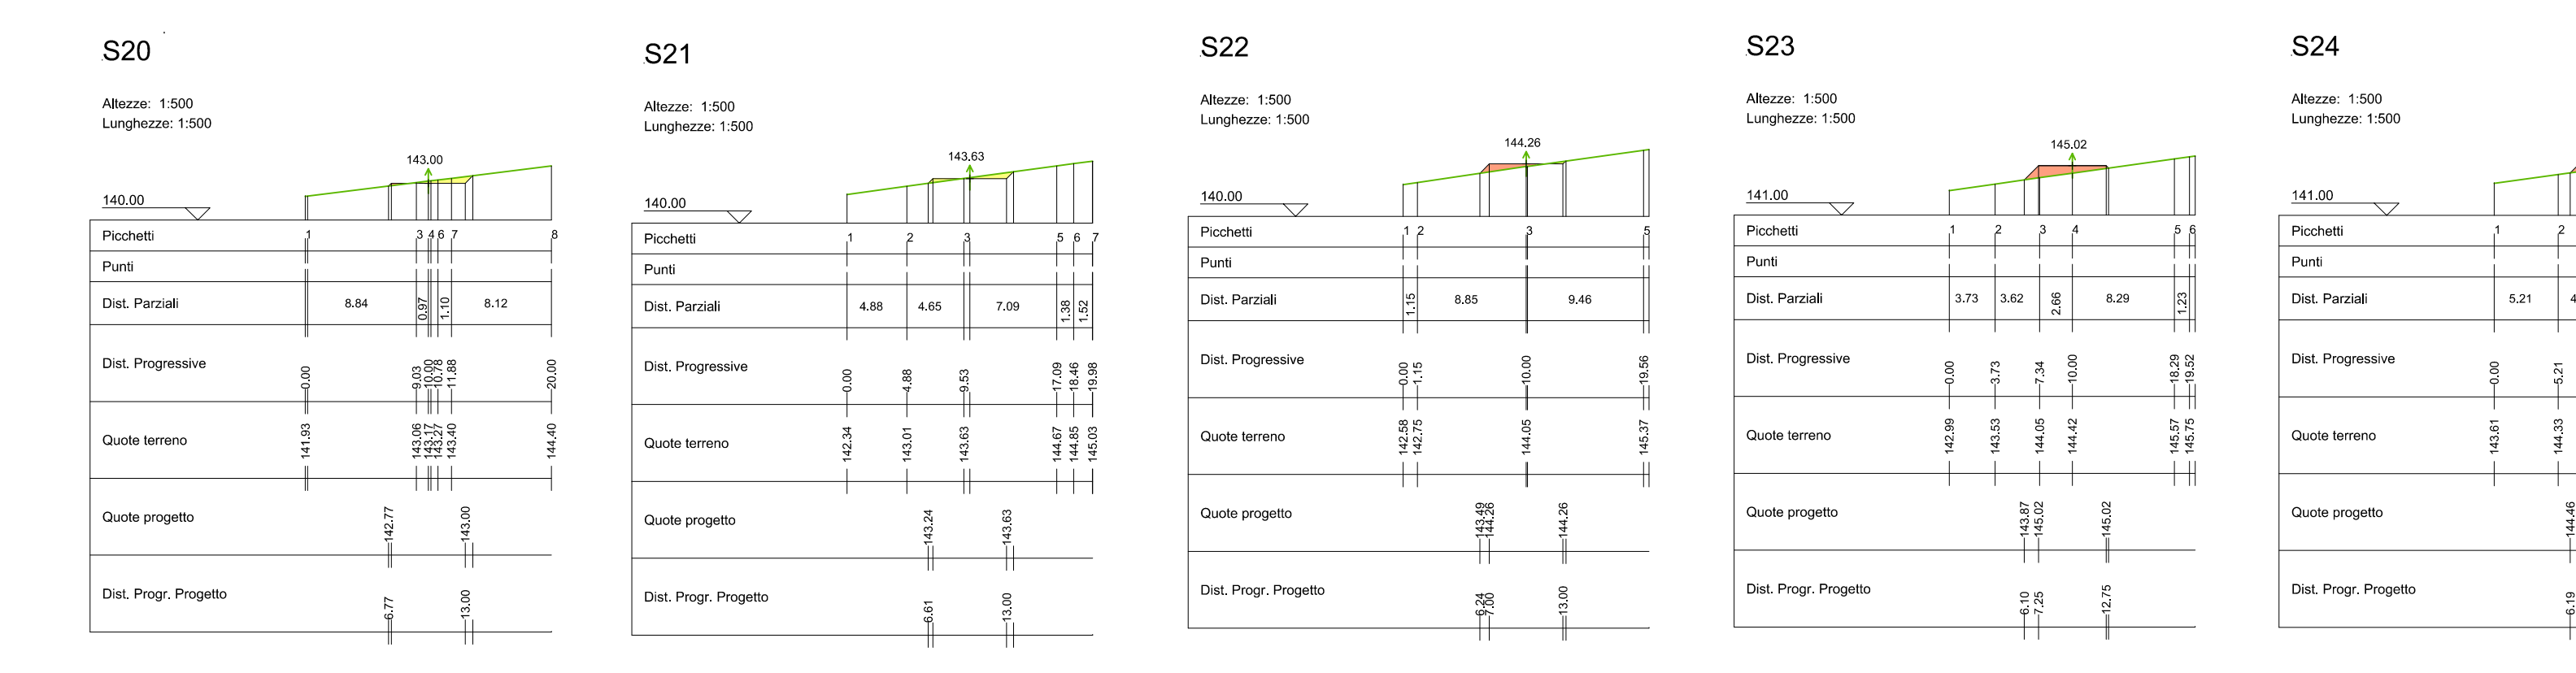 S20
Altezze: 1:500
Lunghezze: 1:500
143.00
140.00
Picchetti 1 3 4 6 7 8
Punti
Dist. Parziali 8.84 0.97 1.10 8.12
Dist. Progressive 0.00 9.03 10.00 10.78 11.88 20.00
Quote terreno 141.93 143.06 143.17 143.27 143.40 144.40
Quote progetto 142.77 143.00
Dist. Progr. Progetto 6.77 13.00
S21
Altezze: 1:500
Lunghezze: 1:500
143.63
140.00
Picchetti 1 2 3 5 6 7
Punti
Dist. Parziali 4.88 4.65 7.09 1.38 1.52
Dist. Progressive 0.00 4.88 9.53 17.09 18.46 19.98
Quote terreno 142.34 143.01 143.63 144.67 144.85 145.03
Quote progetto 143.24 143.63
Dist. Progr. Progetto 6.61 13.00
S22
Altezze: 1:500
Lunghezze: 1:500
144.26
140.00
Picchetti 1 2 3 5
Punti
Dist. Parziali 1.15 8.85 9.46
Dist. Progressive 0.00 1.15 10.00 19.56
Quote terreno 142.58 142.75 144.05 145.37
Quote progetto 143.49 144.26 144.26
Dist. Progr. Progetto 6.24 7.00 13.00
S23
Altezze: 1:500
Lunghezze: 1:500
145.02
141.00
Picchetti 1 2 3 4 5 6
Punti
Dist. Parziali 3.73 3.62 2.66 8.29 1.23
Dist. Progressive 0.00 3.73 7.34 10.00 18.29 19.52
Quote terreno 142.99 143.53 144.05 144.42 145.57 145.75
Quote progetto 143.87 145.02 145.02
Dist. Progr. Progetto 6.10 7.25 12.75
S24
Altezze: 1:500
Lunghezze: 1:500
141.00
Picchetti 1 2
Punti
Dist. Parziali 5.21 4
Dist. Progressive 0.00 5.21
Quote terreno 143.61 144.33
Quote progetto 144.46
Dist. Progr. Progetto 6.19